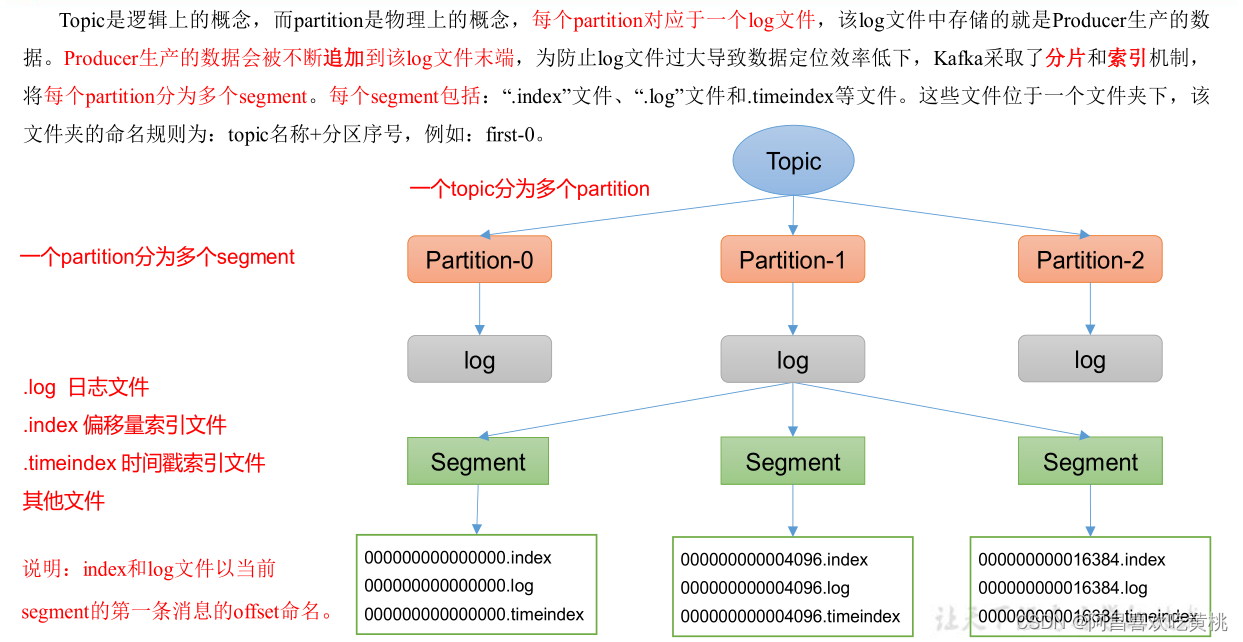 Topic是逻辑上的概念，而partition是物理上的概念，每个partition对应于一个log文件，该log文件中存储的就是Producer生产的数
据。Producer生产的数据会被不断追加到该log文件末端，为防止log文件过大导致数据定位效率低下，Kafka采取了分片和索引机制，
将每个partition分为多个segment。每个segment包括：“.index”文件、“.log”文件和.timeindex等文件。这些文件位于一个文件夹下，该
文件夹的命名规则为：topic名称+分区序号，例如：first-0。
Topic
一个topic分为多个partition
一个partition分为多个segment
Partition-0
Partition-1
Partition-2
log
log
log
.log 日志文件
.index 偏移量索引文件
.timeindex 时间戳索引文件
其他文件
Segment
Segment
Segment
000000000000000.index
000000000000000.log
000000000000000.timeindex
000000000004096.index
000000000004096.log
000000000004096.timeindex
000000000016384.index
000000000016384.log
000000000016384.timeindex
说明：index和log文件以当前
segment的第一条消息的offset命名。
CSDN @阿昌喜欢吃黄桃